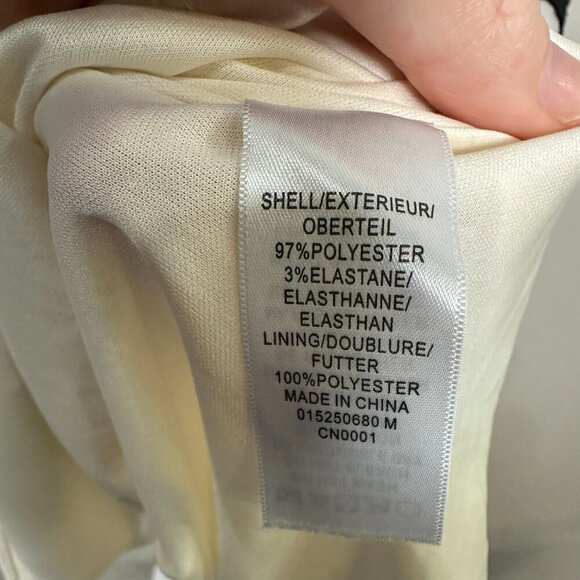 SHELL/EXTERIEUR/
OBERTEIL
97%POLYESTER
3%ELASTANE/
ELASTHANNE/
ELASTHAN
LINING/DOUBLURE/
FUTTER
100%POLYESTER
MADE IN CHINA
015250680 M
CN0001